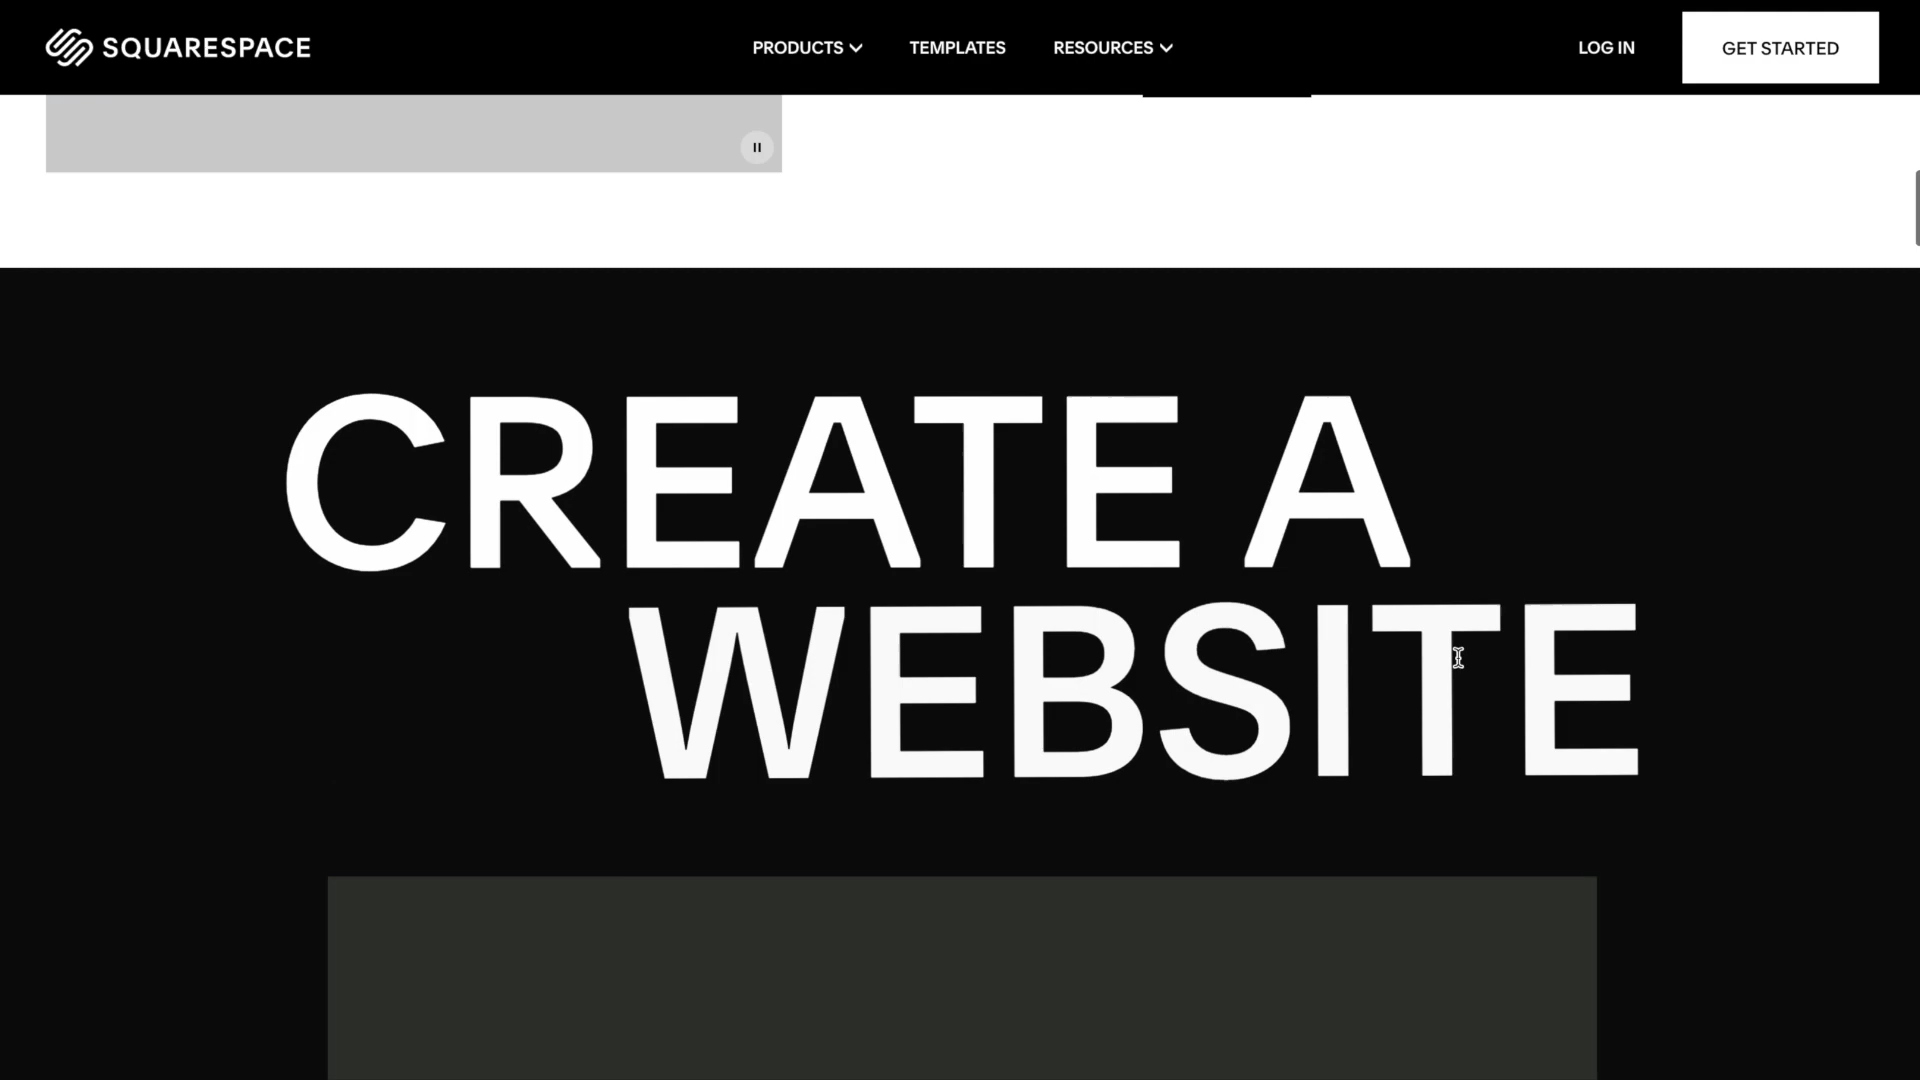 SQUARESPACE
PRODUCTS
TEMPLATES
RESOURCES
LOG IN
GET STARTED
CREATE A
WEBSITE